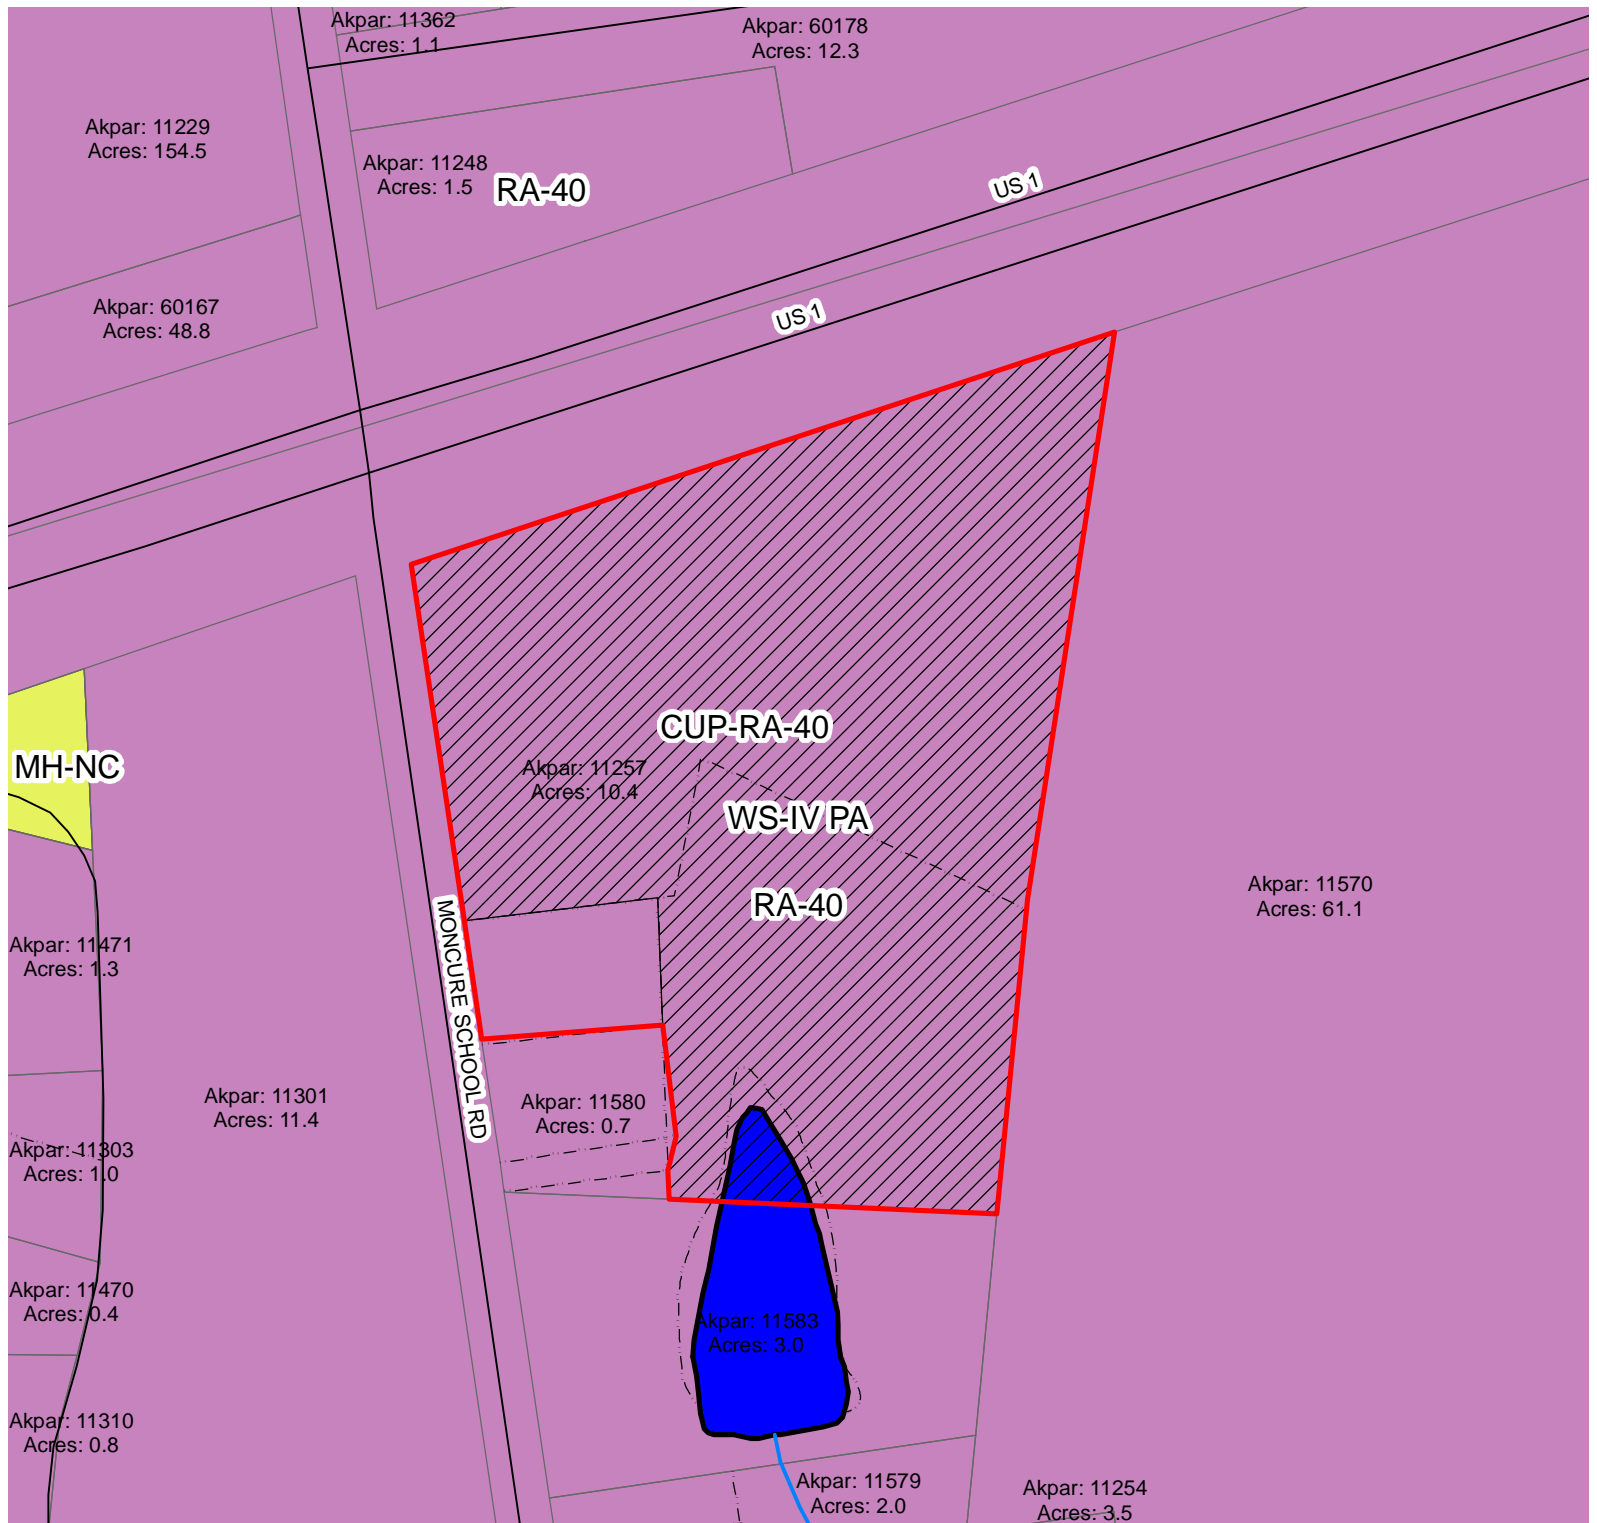 Akpar: 11362
Acres: 1.1
Akpar: 60178
Acres: 12.3
Akpar: 11229
Acres: 154.5
Akpar: 11248
Acres: 1.5
RA-40
US 1
Akpar: 60167
Acres: 48.8
US 1
CUP-RA-40
MH-NC
Akpar: 11257
Acres: 10.4
WS-IV PA
RA-40
Akpar: 11570
Acres: 61.1
MONCURE SCHOOL RD
Akpar: 11471
Acres: 1.3
Akpar: 11301
Acres: 11.4
Akpar: 11580
Acres: 0.7
Akpar: 11303
Acres: 1.0
Akpar: 11470
Acres: 0.4
Akpar: 11583
Acres: 3.0
Akpar: 11310
Acres: 0.8
Akpar: 11579
Acres: 2.0
Akpar: 11254
Acres: 3.5